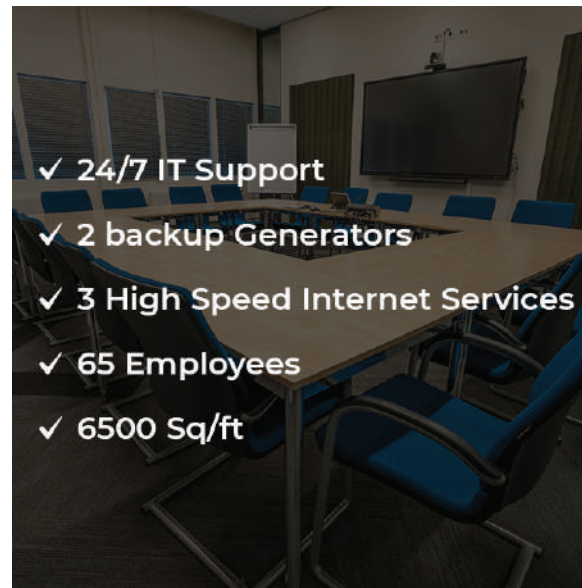 ✓ 24/7 IT Support
✓ 2 backup Generators
✓ 3 High Speed Internet Services
✓ 65 Employees
✓ 6500 Sq/ft